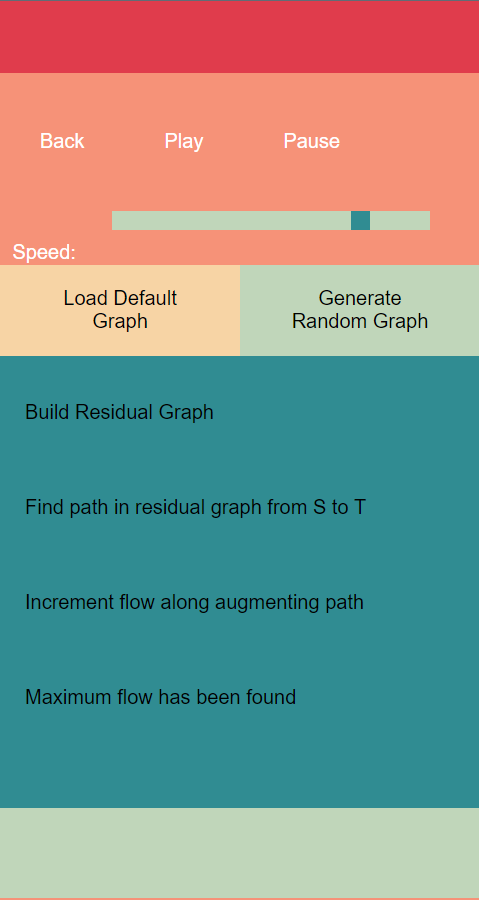 Back Play Pause
Speed:
Load Default
Graph
Generate
Random Graph
Build Residual Graph
Find path in residual graph from S to T
Increment flow along augmenting path
Maximum flow has been found